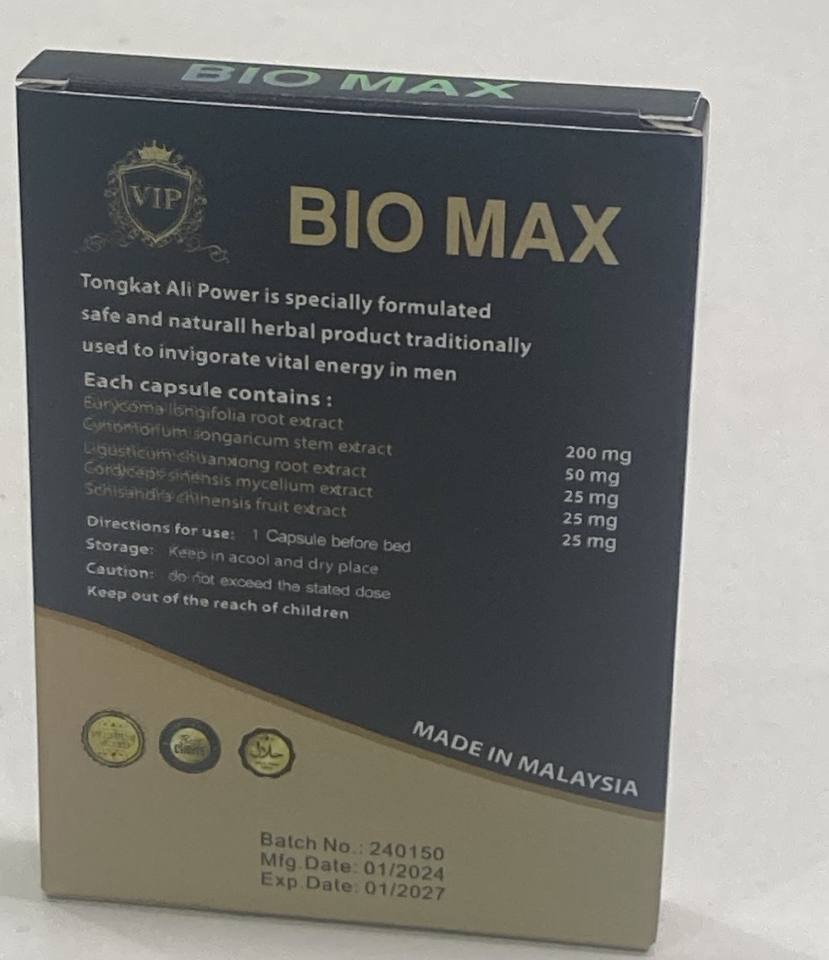 BIO MAX
VIP
BIO MAX
Tongkat Ali Power is specially formulated
safe and naturall herbal product traditionally
used to invigorate vital energy in men
Each capsule contains :
Eurycoma longifolia root extract 200 mg
Cynomorium songaricum stem extract 50 mg
Ligusticum chuanxiong root extract 25 mg
Cordyceps sinensis mycelium extract 25 mg
Schisandra chinensis fruit extract 25 mg
Directions for use: 1 Capsule before bed
Storage: Keep in acool and dry place
Caution: do not exceed the stated dose
Keep out of the reach of children
MADE IN MALAYSIA
حلال
Batch No.: 240150
Mfg.Date: 01/2024
Exp.Date: 01/2027